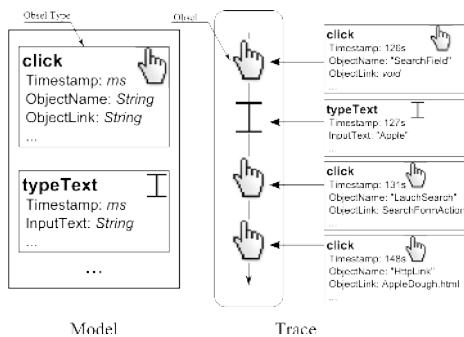 Obsel Type
click
Timestamp: ms
ObjectName: String
ObjectLink: String
...
typeText
Timestamp: ms
InputText: String
...
...
Model
Obsel
Trace
click
Timestamp: 126s
ObjectName: "SearchField"
ObjectLink: void
...
typeText
Timestamp: 127s
InputText: "Apple"
...
click
Timestamp: 131s
ObjectName: "LauchSearch"
ObjectLink: SearchFormAction
...
click
Timestamp: 148s
ObjectName: "HttpLink"
ObjectLink: AppleDough.html
...